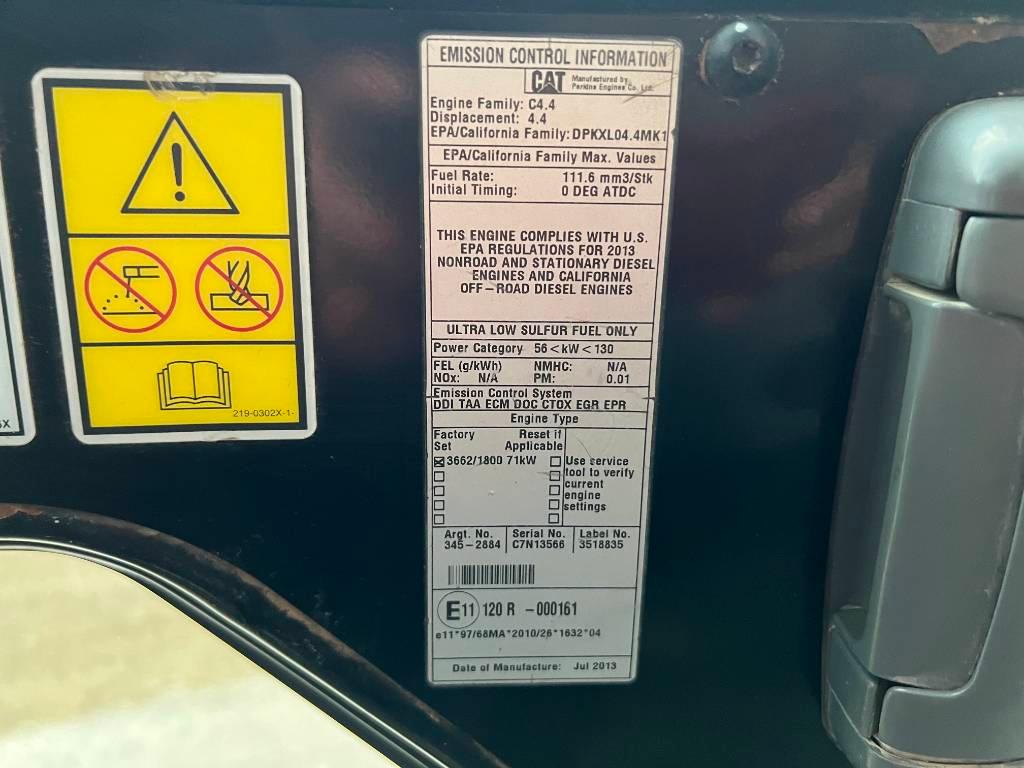 EMISSION CONTROL INFORMATION
CAT Manufactured by
Perkins Engines Co. Ltd.
Engine Family: C4.4
Displacement: 4.4
EPA/California Family: DPKXL04.4MK1
EPA/California Family Max. Values
Fuel Rate: 111.6 mm3/Stk
Initial Timing: 0 DEG ATDC
THIS ENGINE COMPLIES WITH U.S.
EPA REGULATIONS FOR 2013
NONROAD AND STATIONARY DIESEL
ENGINES AND CALIFORNIA
OFF-ROAD DIESEL ENGINES
ULTRA LOW SULFUR FUEL ONLY
Power Category 56<kW<130
FEL (g/kWh) NMHC: N/A
NOx: N/A PM: 0.01
Emission Control System
DDI TAA ECM DOC CTOX EGR EPR
Engine Type
Factory Set
Reset if Applicable
3662/1800 71kW
Use service
tool to verify
current
engine
settings
Argt. No. Serial No. Label No.
345-2884 C7N13566 3518835
E11 120 R -000161
e11*97/68MA*2010/26*1632*04
Date of Manufacture: Jul 2013
219-0302X-1-